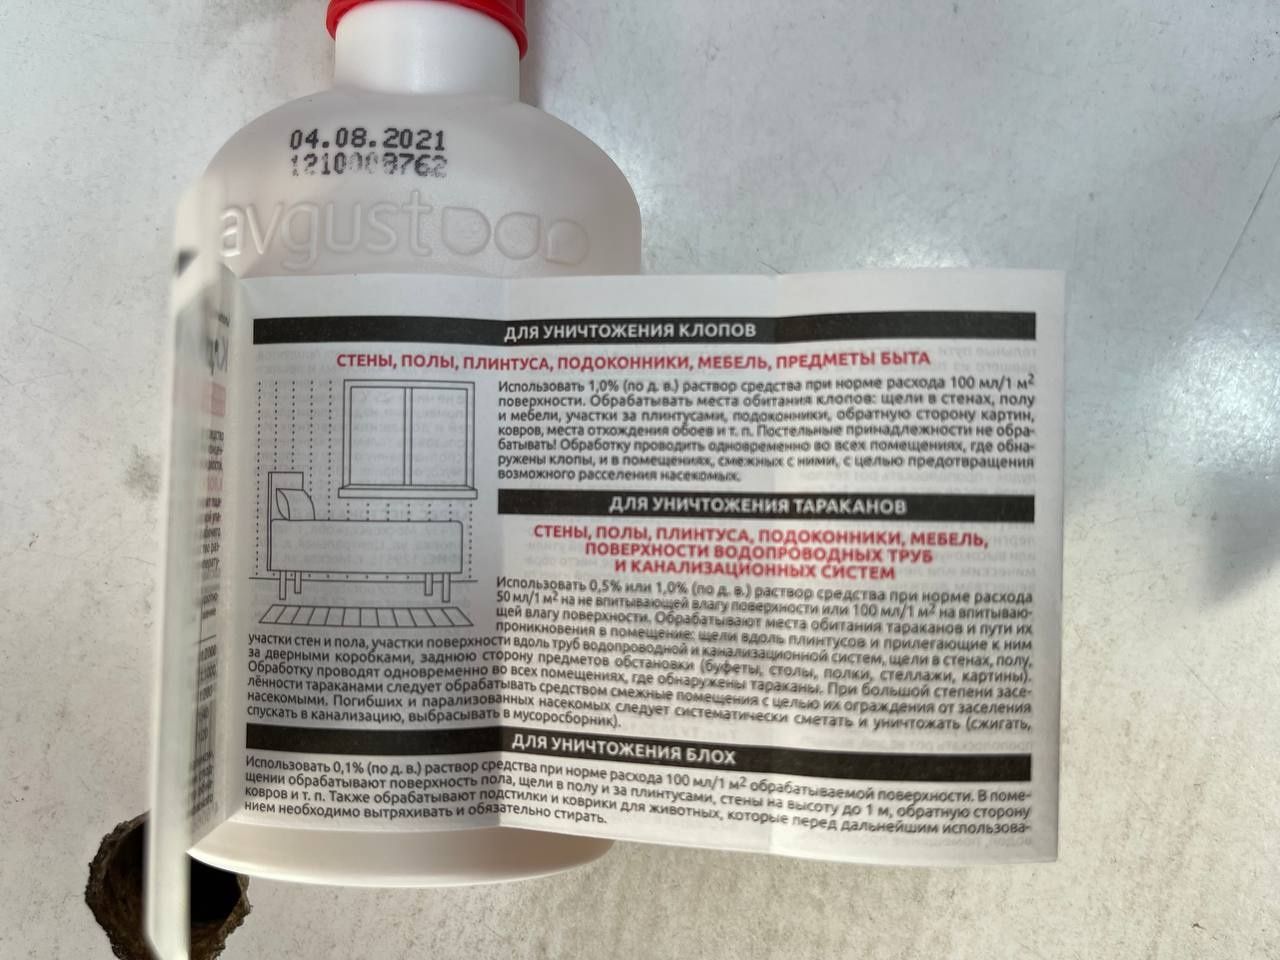 04.08.2021
1210008762
avgust
ДЛЯ УНИЧТОЖЕНИЯ КЛОПОВ
СТЕНЫ, ПОЛЫ, ПЛИНТУСА, ПОДОКОННИКИ, МЕБЕЛЬ, ПРЕДМЕТЫ БЫТА
Использовать 1,0% (по д. в.) раствор средства при норме расхода 100 мл/1 м²
поверхности. Обрабатывать места обитания клопов: щели в стенах, полу
и мебели, участки за плинтусами, подоконники, обратную сторону картин,
ковров, места отхождения обоев и т. п. Постельные принадлежности не обра-
батывать! Обработку проводить одновременно во всех помещениях, где обна-
ружены клопы, и в помещениях, смежных с ними, с целью предотвращения
возможного расселения насекомых.
ДЛЯ УНИЧТОЖЕНИЯ ТАРАКАНОВ
СТЕНЫ, ПОЛЫ, ПЛИНТУСА, ПОДОКОННИКИ, МЕБЕЛЬ,
ПОВЕРХНОСТИ ВОДОПРОВОДНЫХ ТРУБ
И КАНАЛИЗАЦИОННЫХ СИСТЕМ
Использовать 0,5% или 1,0% (по д. в.) раствор средства при норме расхода
50 мл/1 м² на не впитывающей влагу поверхности или 100 мл/1 м² на впитываю-
щей влагу поверхности. Обрабатывают места обитания тараканов и пути их
проникновения в помещение: щели вдоль плинтусов и прилегающие к ним
участки стен и пола, участки поверхности вдоль труб водопроводной и канализационной систем, щели в стенах, полу,
за дверными коробками, заднюю сторону предметов обстановки (буфеты, столы, полки, стеллажи, картины).
Обработку проводят одновременно во всех помещениях, где обнаружены тараканы. При большой степени засе-
лённости тараканами следует обрабатывать средством смежные помещения с целью их ограждения от заселения
насекомыми. Погибших и парализованных насекомых следует систематически сметать и уничтожать (сжигать,
спускать в канализацию, выбрасывать в мусоросборник).
ДЛЯ УНИЧТОЖЕНИЯ БЛОХ
Использовать 0,1% (по д. в.) раствор средства при норме расхода 100 мл/1 м² обрабатываемой поверхности. В поме-
щении обрабатывают поверхность пола, щели в полу и за плинтусами, стены на высоту до 1 м, обратную сторону
ковров и т. п. Также обрабатывают подстилки и коврики для животных, которые перед дальнейшим использова-
нием необходимо вытряхивать и обязательно стирать.